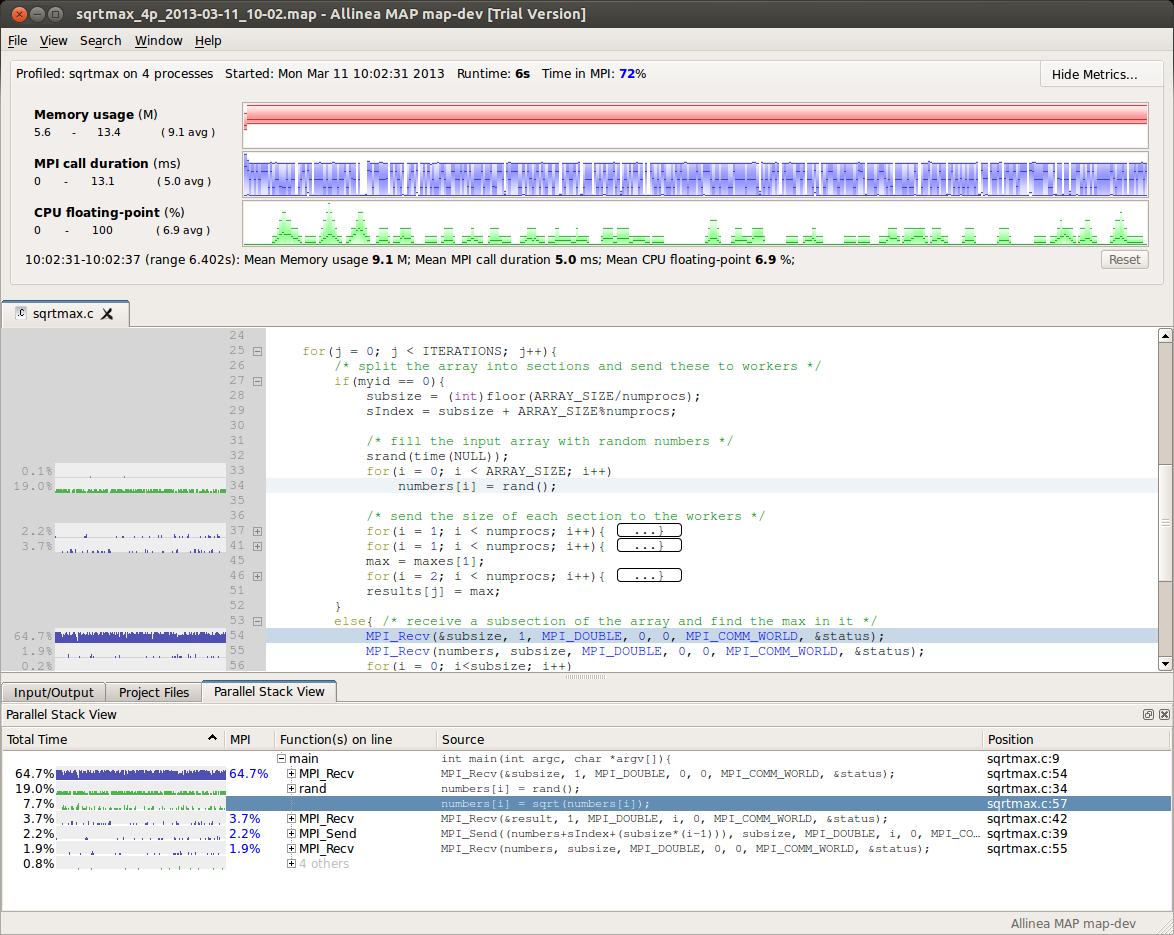 sqrtmax_4p_2013-03-11_10-02.map - Allinea MAP map-dev [Trial Version]
File View Search Window Help
Profiled: sqrtmax on 4 processes Started: Mon Mar 11 10:02:31 2013 Runtime: 6s Time in MPI: 72%
Hide Metrics...
Memory usage (M)
5.6 - 13.4 ( 9.1 avg )
MPI call duration (ms)
0 - 13.1 ( 5.0 avg )
CPU floating-point (%)
0 - 100 ( 6.9 avg )
10:02:31-10:02:37 (range 6.402s): Mean Memory usage 9.1 M; Mean MPI call duration 5.0 ms; Mean CPU floating-point 6.9 %;
Reset
.c sqrtmax.c
24
25 for(j = 0; j < ITERATIONS; j++){
26 /* split the array into sections and send these to workers */
27 if(myid == 0){
28 subsize = (int)floor(ARRAY_SIZE/numprocs);
29 sIndex = subsize + ARRAY_SIZE%numprocs;
30
31 /* fill the input array with random numbers */
32 srand(time(NULL));
0.1% 33 for(i = 0; i < ARRAY_SIZE; i++)
19.0% 34 numbers[i] = rand();
35
36 /* send the size of each section to the workers */
2.2% 37 for(i = 1; i < numprocs; i++){ ...}
3.7% 41 for(i = 1; i < numprocs; i++){ ...}
45 max = maxes[1];
46 for(i = 2; i < numprocs; i++){ ...}
51 results[j] = max;
52 }
53 else{ /* receive a subsection of the array and find the max in it */
64.7% 54 MPI_Recv(&subsize, 1, MPI_DOUBLE, 0, 0, MPI_COMM_WORLD, &status);
1.9% 55 MPI_Recv(numbers, subsize, MPI_DOUBLE, 0, 0, MPI_COMM_WORLD, &status);
0.2% 56 for(i = 0; i<subsize; i++)
Input/Output Project Files Parallel Stack View
Parallel Stack View
Total Time MPI Function(s) on line Source Position
main int main(int argc, char *argv[]){ sqrtmax.c:9
64.7% 64.7% MPI_Recv MPI_Recv(&subsize, 1, MPI_DOUBLE, 0, 0, MPI_COMM_WORLD, &status); sqrtmax.c:54
19.0% rand numbers[i] = rand(); sqrtmax.c:34
7.7% numbers[i] = sqrt(numbers[i]); sqrtmax.c:57
3.7% 3.7% MPI_Recv MPI_Recv(&result, 1, MPI_DOUBLE, i, 0, MPI_COMM_WORLD, &status); sqrtmax.c:42
2.2% 2.2% MPI_Send MPI_Send((numbers+sIndex+(subsize*(i-1))), subsize, MPI_DOUBLE, i, 0, MPI_CO... sqrtmax.c:39
1.9% 1.9% MPI_Recv MPI_Recv(numbers, subsize, MPI_DOUBLE, 0, 0, MPI_COMM_WORLD, &status); sqrtmax.c:55
0.8% 4 others
Allinea MAP map-dev